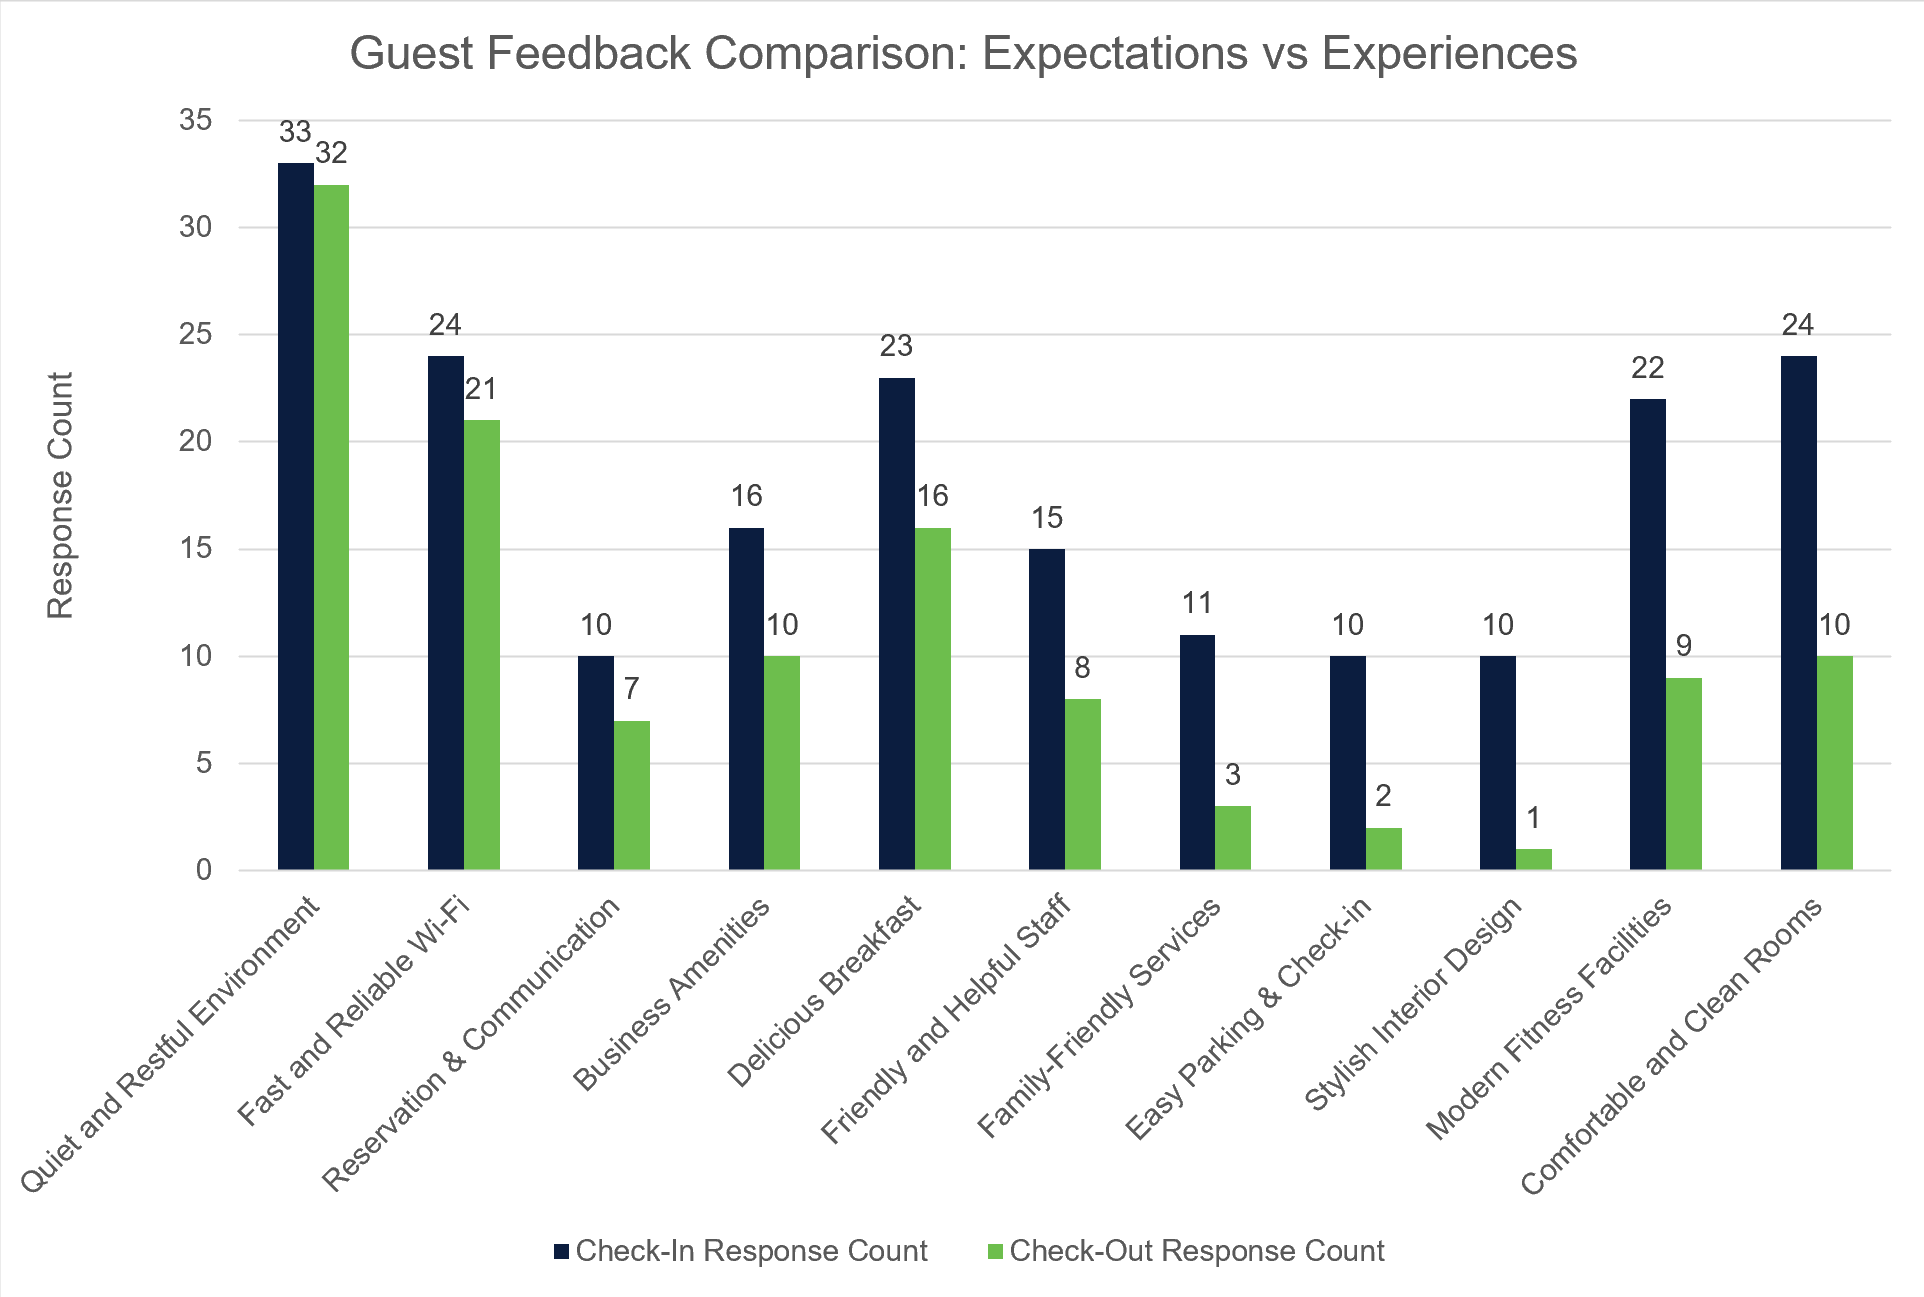 Guest Feedback Comparison: Expectations vs Experiences
Response Count
35
30
25
20
15
10
5
0
33
32
24
21
10
7
16
10
23
16
15
8
11
3
10
2
10
1
22
9
24
10
Quiet and Restful Environment
Fast and Reliable Wi-Fi
Reservation & Communication
Business Amenities
Delicious Breakfast
Friendly and Helpful Staff
Family-Friendly Services
Easy Parking & Check-in
Stylish Interior Design
Modern Fitness Facilities
Comfortable and Clean Rooms
Check-In Response Count
Check-Out Response Count